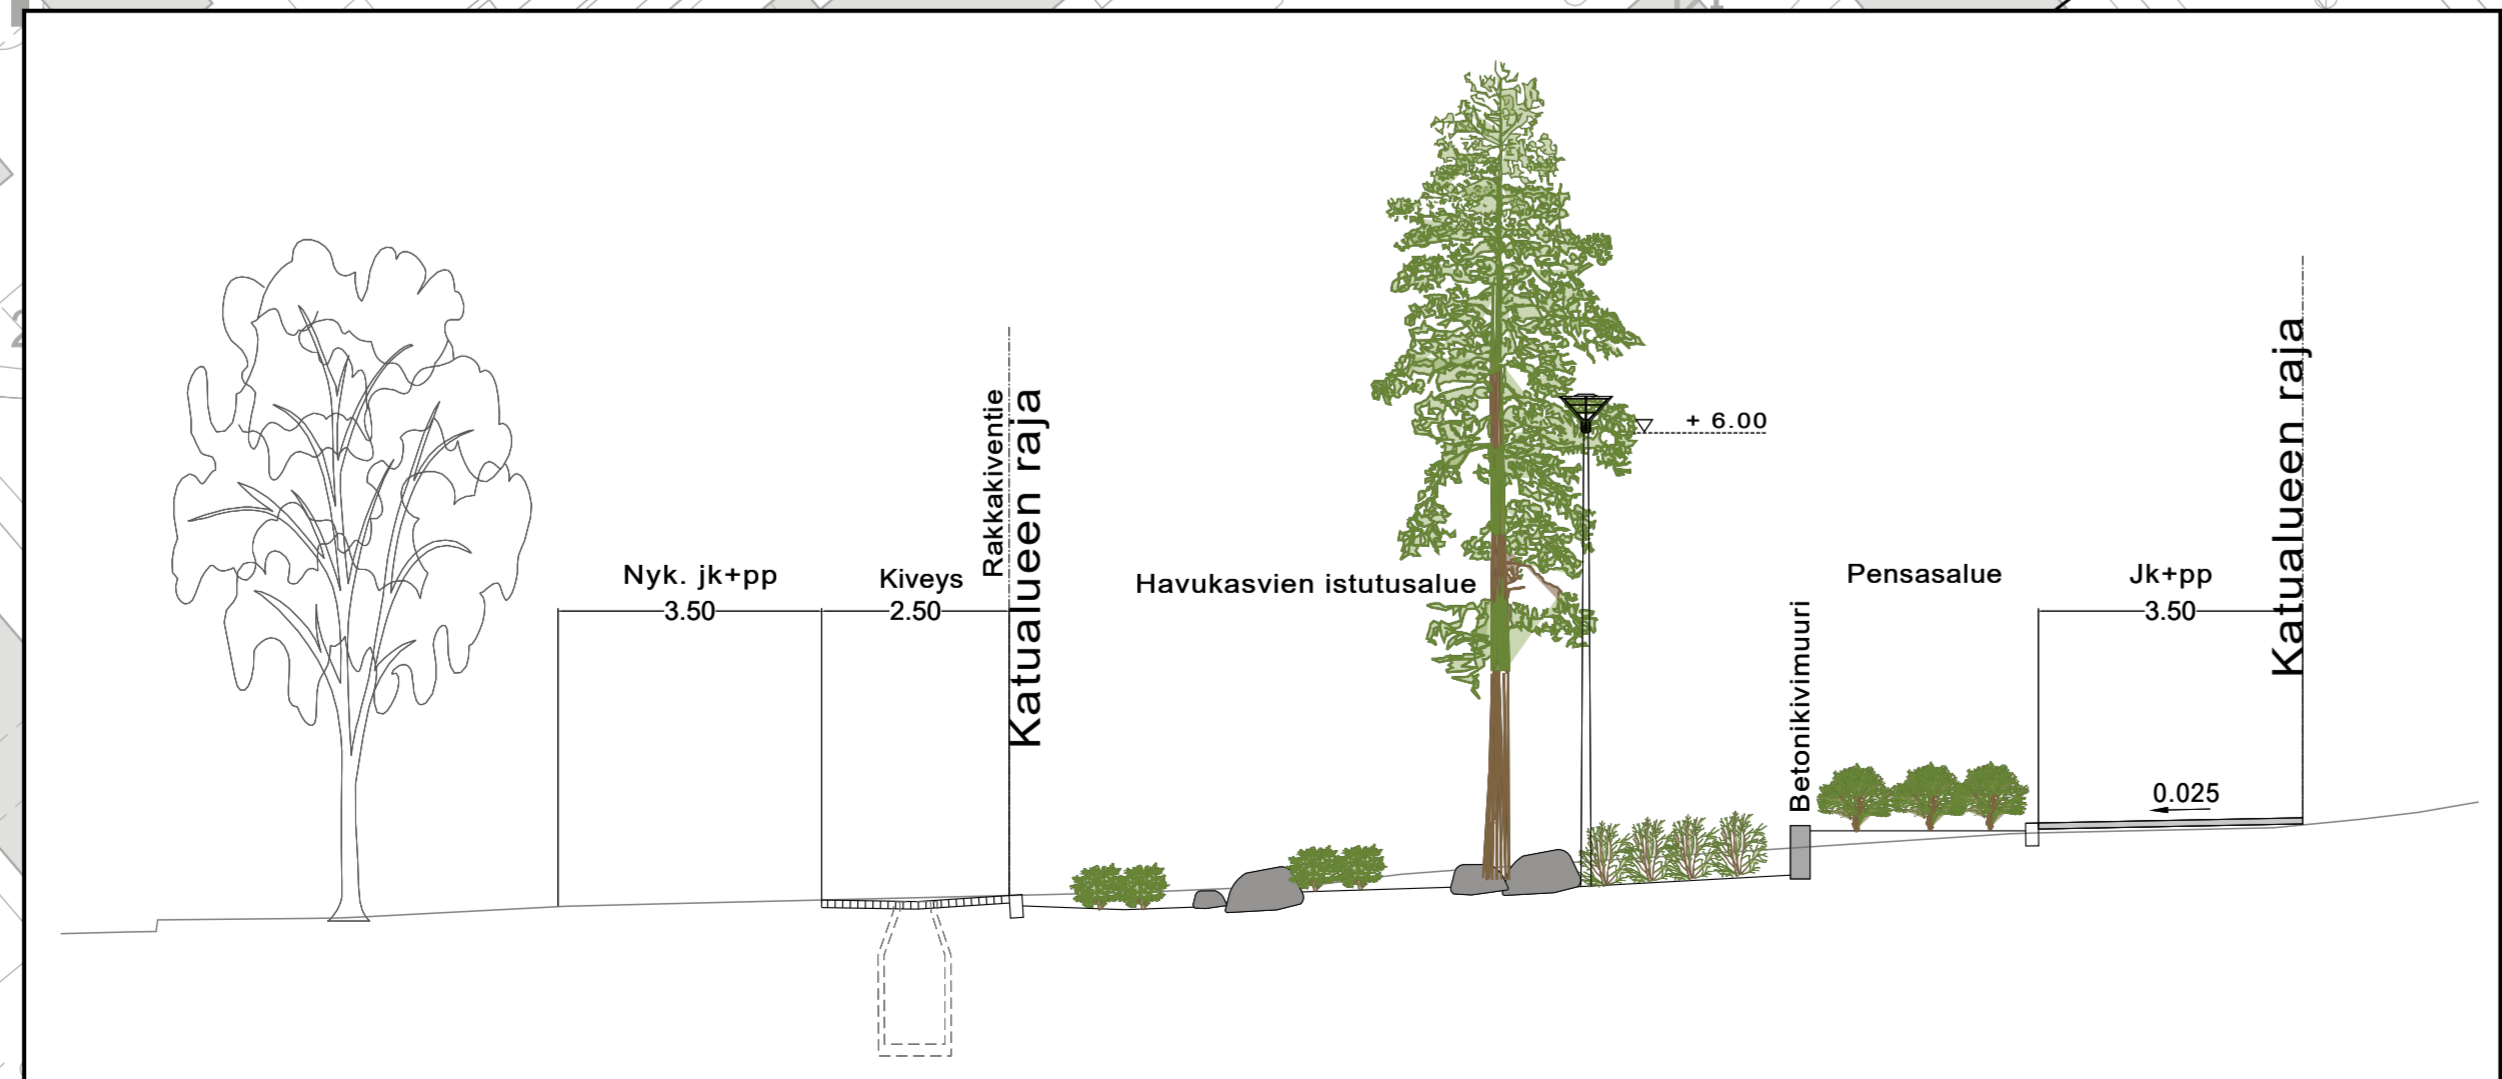 Nyk. jk+pp
3.50
Kiveys
2.50
Rakkakiventie
Katualueen raja
Havukasvien istutusalue
+ 6.00
Betonikivimuuri
Pensasalue
Jk+pp
3.50
0.025
Katualueen raja